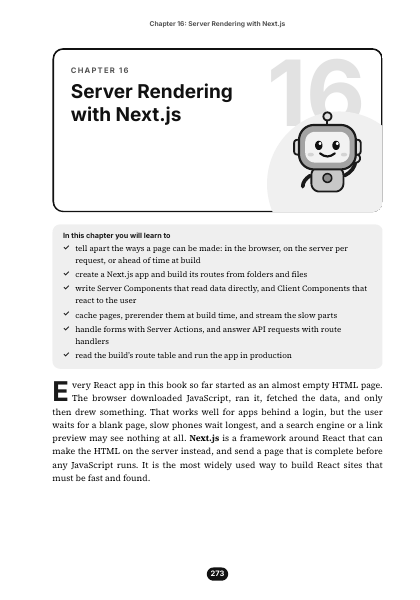 Chapter 16: Server Rendering with Next.js
CHAPTER 16
16
Server Rendering
with Next.js
In this chapter you will learn to
✓ tell apart the ways a page can be made: in the browser, on the server per
request, or ahead of time at build
✓ create a Next.js app and build its routes from folders and files
✓ write Server Components that read data directly, and Client Components that
react to the user
✓ cache pages, prerender them at build time, and stream the slow parts
✓ handle forms with Server Actions, and answer API requests with route
handlers
✓ read the build's route table and run the app in production
Every React app in this book so far started as an almost empty HTML page.
The browser downloaded JavaScript, ran it, fetched the data, and only
then drew something. That works well for apps behind a login, but the user
waits for a blank page, slow phones wait longest, and a search engine or a link
preview may see nothing at all. Next.js is a framework around React that can
make the HTML on the server instead, and send a page that is complete before
any JavaScript runs. It is the most widely used way to build React sites that
must be fast and found.
273